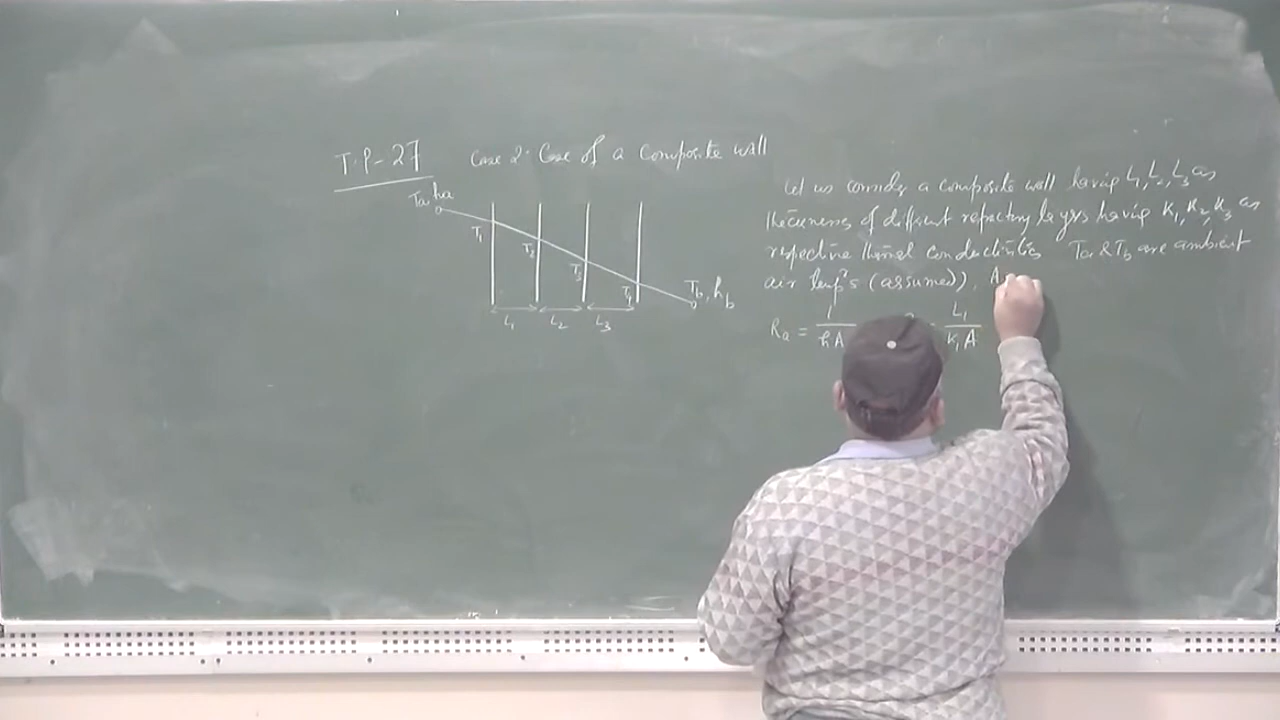 T.P-27
Case 2: Case of a Composite wall
Ta, ha
T1
T2
T3
T4
Tb, hb
L1 L2 L3
Let us consider a composite wall having L1, L2, L3 as
thicknesses of different refractory layers having K1, K2, K3 as
respective thermal conductivities Ta & Tb are ambient
air temp's (assumed), A
Ra = 1/hA L1/K1A